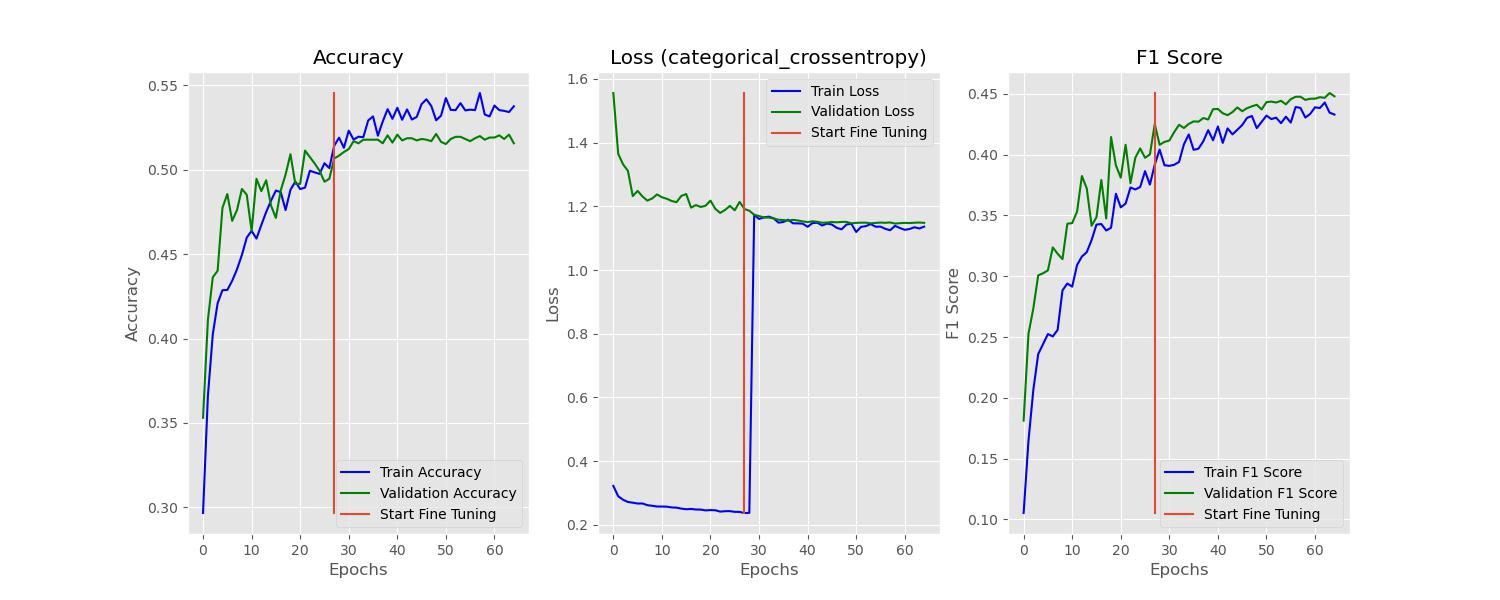 Accuracy
Accuracy
0.55
0.50
0.45
0.40
0.35
0.30
0 10 20 30 40 50 60
Epochs
Train Accuracy
Validation Accuracy
Start Fine Tuning
Loss (categorical_crossentropy)
Loss
1.6
1.4
1.2
1.0
0.8
0.6
0.4
0.2
0 10 20 30 40 50 60
Epochs
Train Loss
Validation Loss
Start Fine Tuning
F1 Score
F1 Score
0.45
0.40
0.35
0.30
0.25
0.20
0.15
0.10
0 10 20 30 40 50 60
Epochs
Train F1 Score
Validation F1 Score
Start Fine Tuning